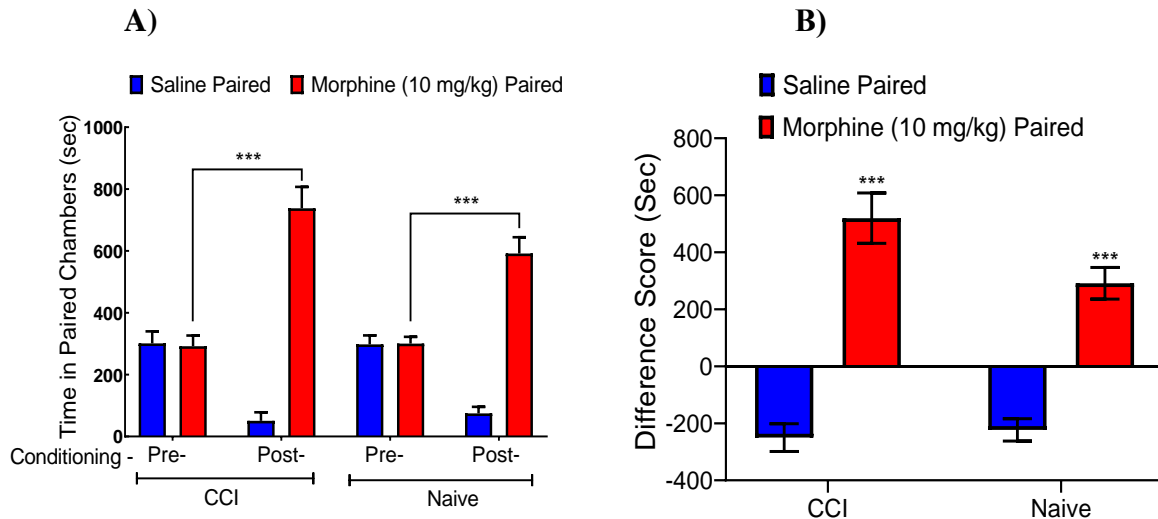 A)
Saline Paired
Morphine (10 mg/kg) Paired
Time in Paired Chambers (sec)
1000
800
600
400
200
0
***
***
Conditioning -
Pre-
Post-
Pre-
Post-
CCI
Naive
B)
Saline Paired
Morphine (10 mg/kg) Paired
Difference Score (Sec)
800
600
400
200
0
-200
-400
***
***
CCI
Naive